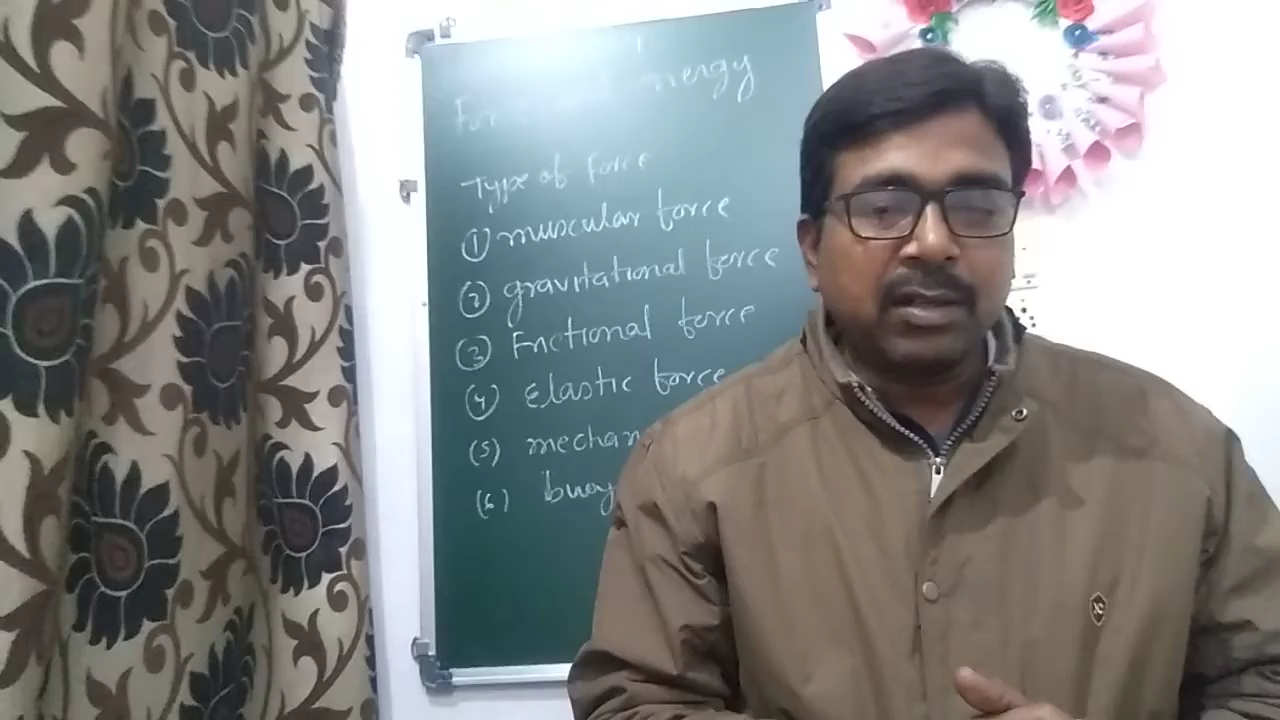 energy
Type of force
① muscular force
② gravitational force
③ Frictional force
④ Elastic force
(5) mechan
(6) buoy